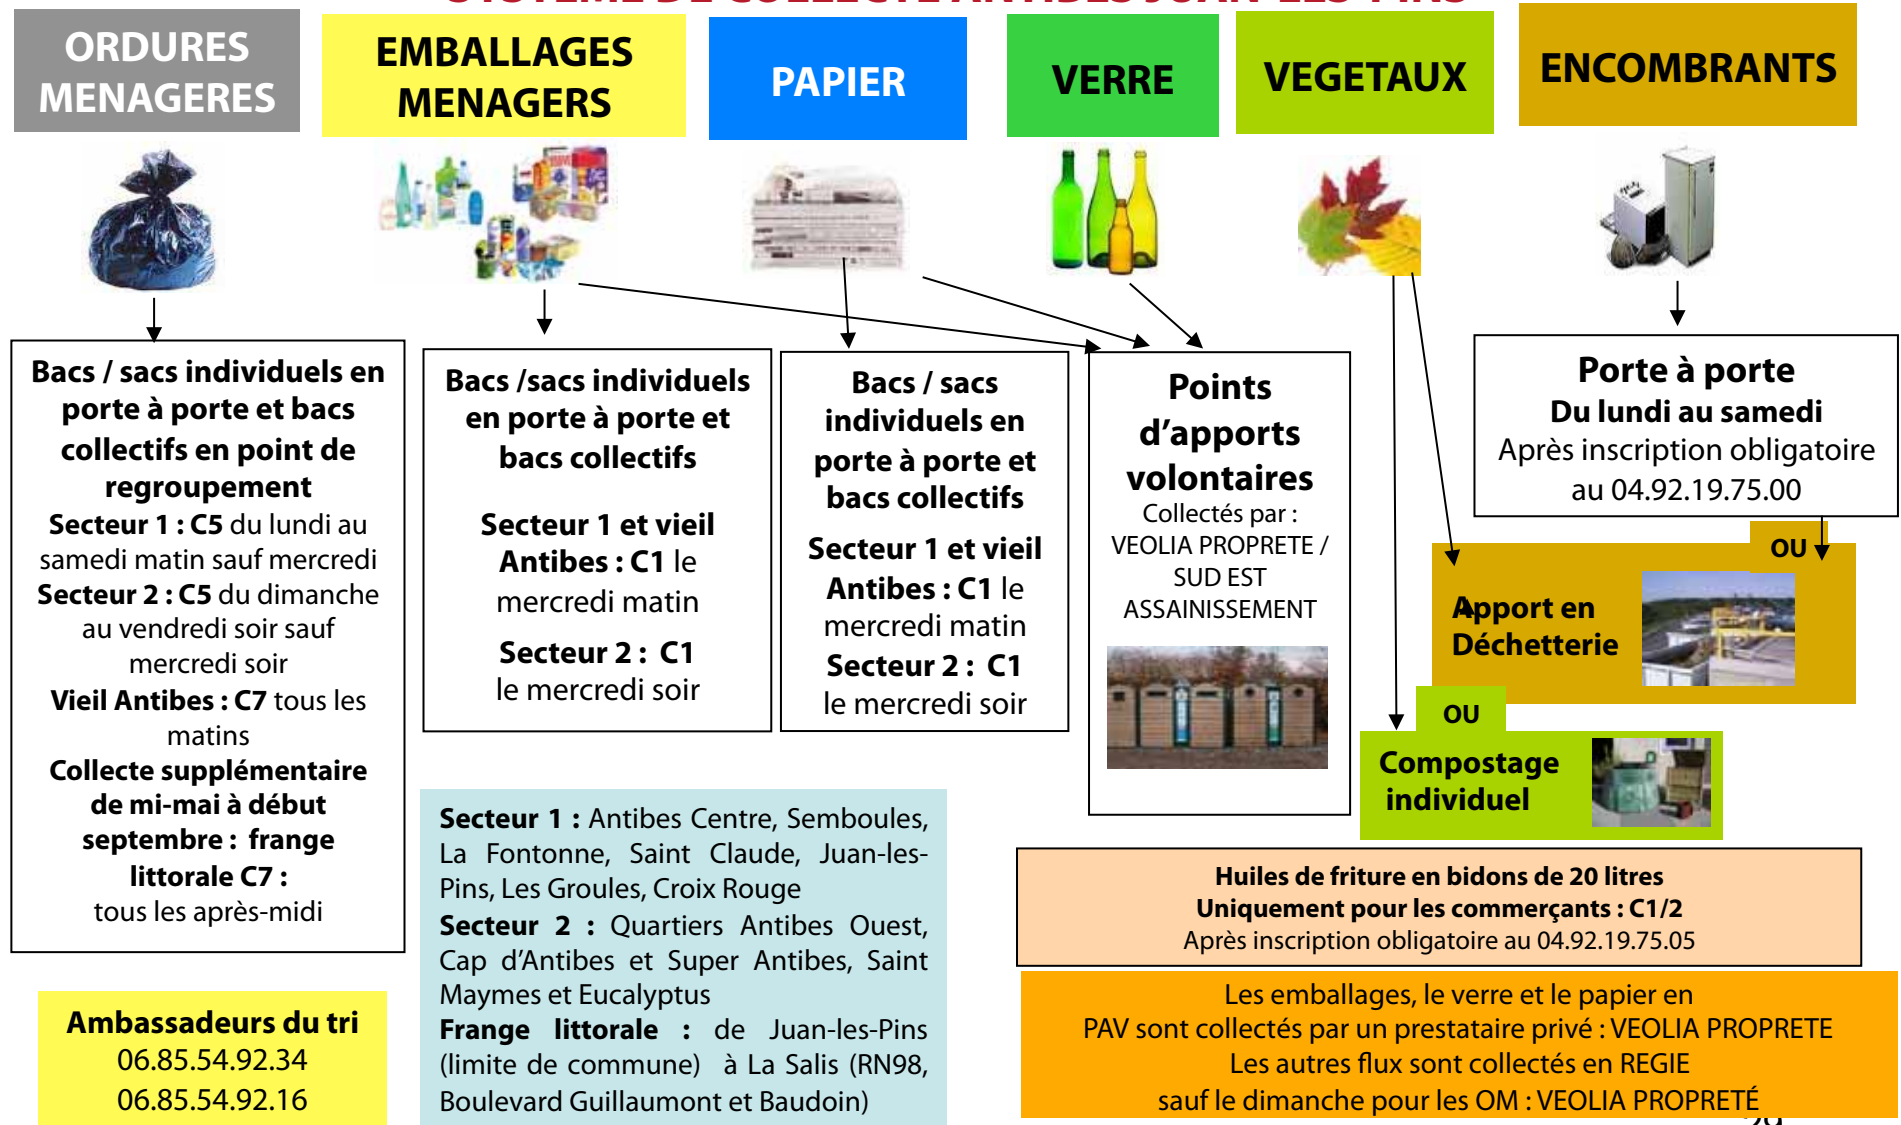 SYSTEME DE COLLECTE ANTIBES JUAN-LES-PINS
ORDURES
MENAGERES
EMBALLAGES
MENAGERS
PAPIER
VERRE
VEGETAUX
ENCOMBRANTS
Bacs / sacs individuels en
porte à porte et bacs
collectifs en point de
regroupement
Secteur 1 : C5 du lundi au
samedi matin sauf mercredi
Secteur 2 : C5 du dimanche
au vendredi soir sauf
mercredi soir
Vieil Antibes : C7 tous les
matins
Collecte supplémentaire
de mi-mai à début
septembre : frange
littorale C7 :
tous les après-midi
Bacs /sacs individuels
en porte à porte et
bacs collectifs
Secteur 1 et vieil
Antibes : C1 le
mercredi matin
Secteur 2 : C1
le mercredi soir
Bacs / sacs
individuels en
porte à porte et
bacs collectifs
Secteur 1 et vieil
Antibes : C1 le
mercredi matin
Secteur 2 : C1
le mercredi soir
Points
d’apports
volontaires
Collectés par :
VEOLIA PROPRETE /
SUD EST
ASSAINISSEMENT
Porte à porte
Du lundi au samedi
Après inscription obligatoire
au 04.92.19.75.00
OU
Apport en
Déchetterie
OU
Compostage
individuel
Secteur 1 : Antibes Centre, Semboules,
La Fontonne, Saint Claude, Juan-les-
Pins, Les Groules, Croix Rouge
Secteur 2 : Quartiers Antibes Ouest,
Cap d’Antibes et Super Antibes, Saint
Maymes et Eucalyptus
Frange littorale : de Juan-les-Pins
(limite de commune) à La Salis (RN98,
Boulevard Guillaumont et Baudoin)
Huiles de friture en bidons de 20 litres
Uniquement pour les commerçants : C1/2
Après inscription obligatoire au 04.92.19.75.05
Ambassadeurs du tri
06.85.54.92.34
06.85.54.92.16
Les emballages, le verre et le papier en
PAV sont collectés par un prestataire privé : VEOLIA PROPRETE
Les autres flux sont collectés en REGIE
sauf le dimanche pour les OM : VEOLIA PROPRETÉ